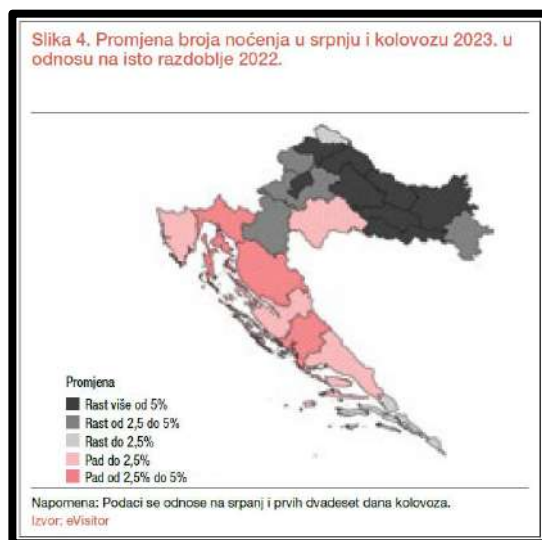 Slika 4. Promjena broja noćenja u srpnju i kolovozu 2023. u
odnosu na isto razdoblje 2022.
Promjena
Rast više od 5%
Rast od 2,5 do 5%
Rast do 2,5%
Pad do 2,5%
Pad od 2,5% do 5%
Napomena: Podaci se odnose na srpanj i prvih dvadeset dana kolovoza.
Izvor: eVisitor